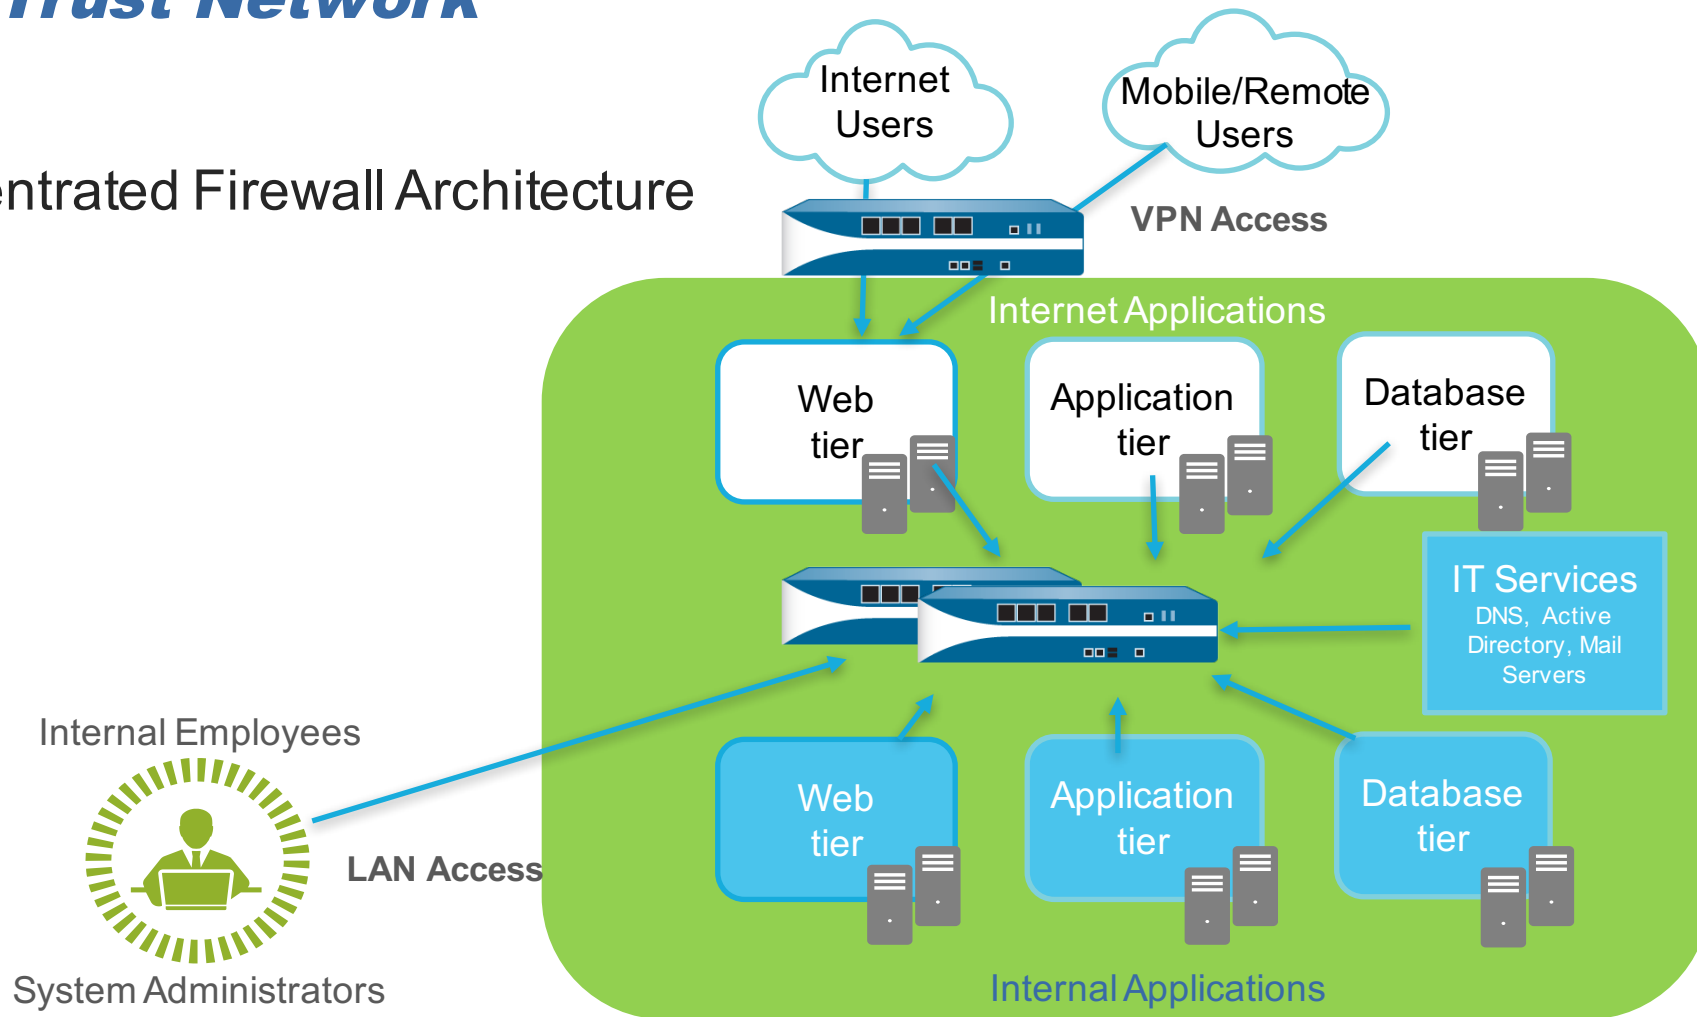 Trust Network
entrated Firewall Architecture
Internet
Users
Mobile/Remote
Users
VPN Access
Internet Applications
Web
tier
Application
tier
Database
tier
IT Services
DNS, Active
Directory, Mail
Servers
Internal Employees
LAN Access
System Administrators
Web
tier
Application
tier
Database
tier
Internal Applications